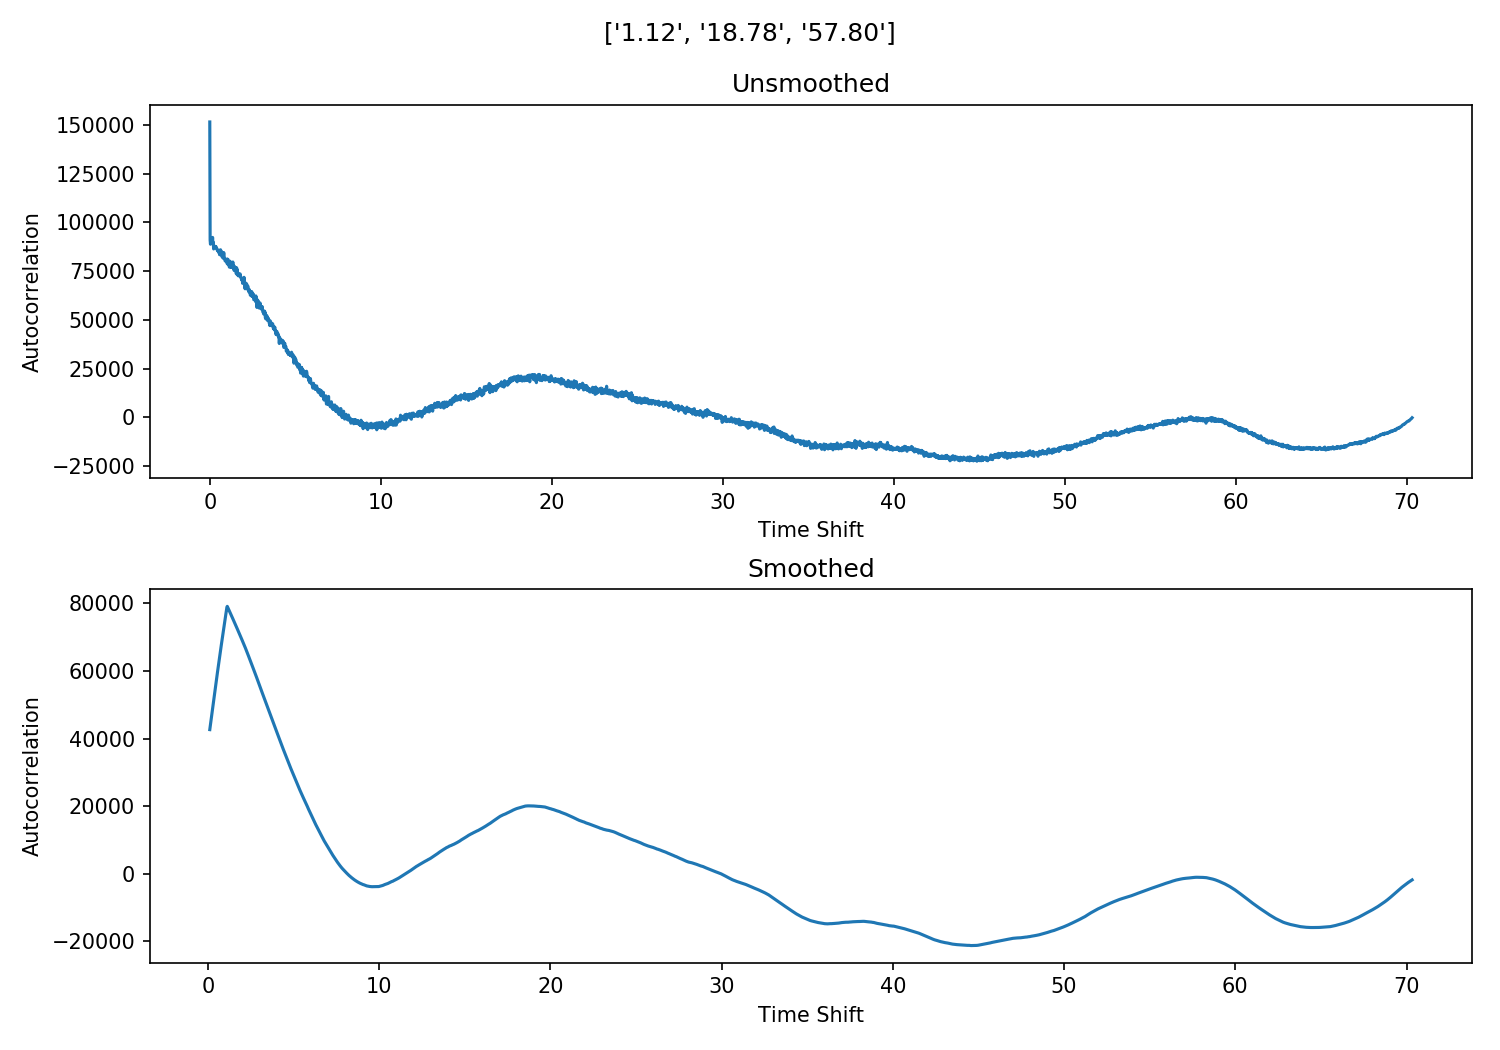 ['1.12', '18.78', '57.80']
Unsmoothed
150000
125000
100000
75000
50000
25000
0
−25000
Autocorrelation
0 10 20 30 40 50 60 70
Time Shift
Smoothed
80000
60000
40000
20000
0
−20000
Autocorrelation
0 10 20 30 40 50 60 70
Time Shift